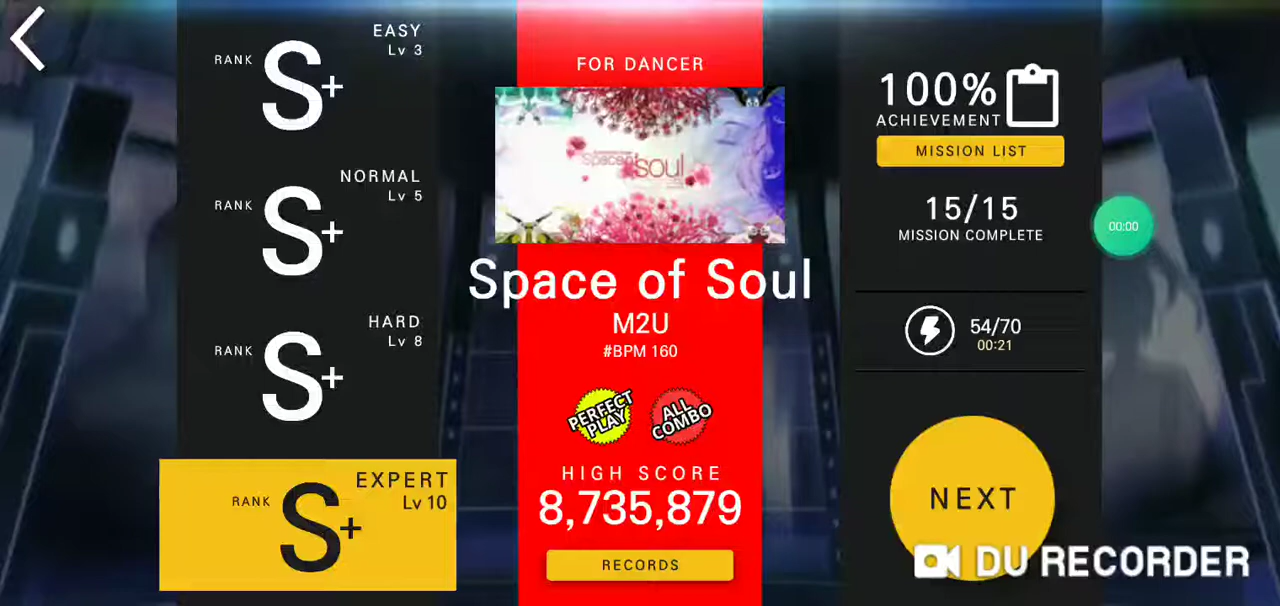 EASY
Lv 3
RANK
S+
NORMAL
Lv 5
RANK
S+
HARD
Lv 8
RANK
S+
EXPERT
Lv 10
RANK
S+
FOR DANCER
Space of
Soul
Space of Soul
M2U
#BPM 160
PERFECT
PLAY
ALL
COMBO
HIGH SCORE
8,735,879
RECORDS
100%
ACHIEVEMENT
MISSION LIST
15/15
MISSION COMPLETE
00:00
54/70
00:21
NEXT
DU RECORDER